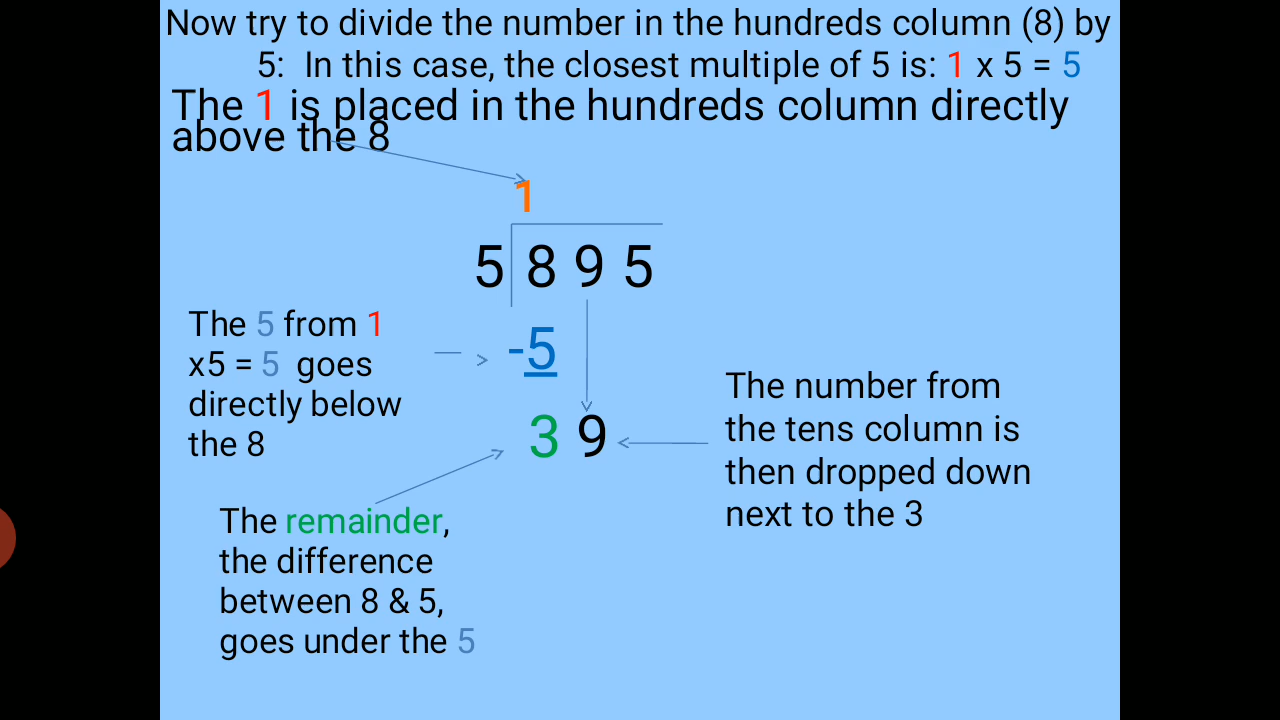 Now try to divide the number in the hundreds column (8) by
5: In this case, the closest multiple of 5 is: 1 x 5 = 5
The 1 is placed in the hundreds column directly
above the 8
1
5 8 9 5
The 5 from 1
x5 = 5 goes
directly below
the 8
-5
3 9
The number from
the tens column is
then dropped down
next to the 3
The remainder,
the difference
between 8 & 5,
goes under the 5